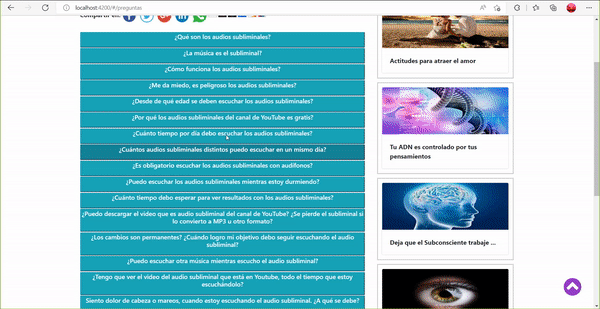 localhost:4200/#/preguntas
¿Qué son los audios subliminales?
¿La música es el subliminal?
¿Cómo funciona los audios subliminales?
¿Me da miedo, es peligroso los audios subliminales?
¿Desde de qué edad se deben escuchar los audios subliminales?
¿Por qué los audios subliminales del canal de YouTube es gratis?
¿Cuánto tiempo por día debo escuchar los audios subliminales?
¿Cuántos audios subliminales distintos puedo escuchar en un mismo día?
¿Es obligatorio escuchar los audios subliminales con audífonos?
¿Puedo escuchar los audios subliminales mientras estoy durmiendo?
¿Cuánto tiempo debo esperar para ver resultados con los audios subliminales?
¿Puedo descargar el video que es audio subliminal del canal de YouTube? ¿Se pierde el subliminal si
lo convierto a MP3 u otro formato?
¿Los cambios son permanentes? ¿Cuándo logro mi objetivo debo seguir escuchando el audio
subliminal?
¿Puedo escuchar otra música mientras escucho el audio subliminal?
¿Tengo que ver el video del audio subliminal que está en Youtube, todo el tiempo que estoy
escuchándolo?
Siento dolor de cabeza o mareos, cuando estoy escuchando el audio subliminal. ¿A qué se debe?
Actitudes para atraer el amor
Tu ADN es controlado por tus
pensamientos
Deja que el Subconsciente trabaje ...